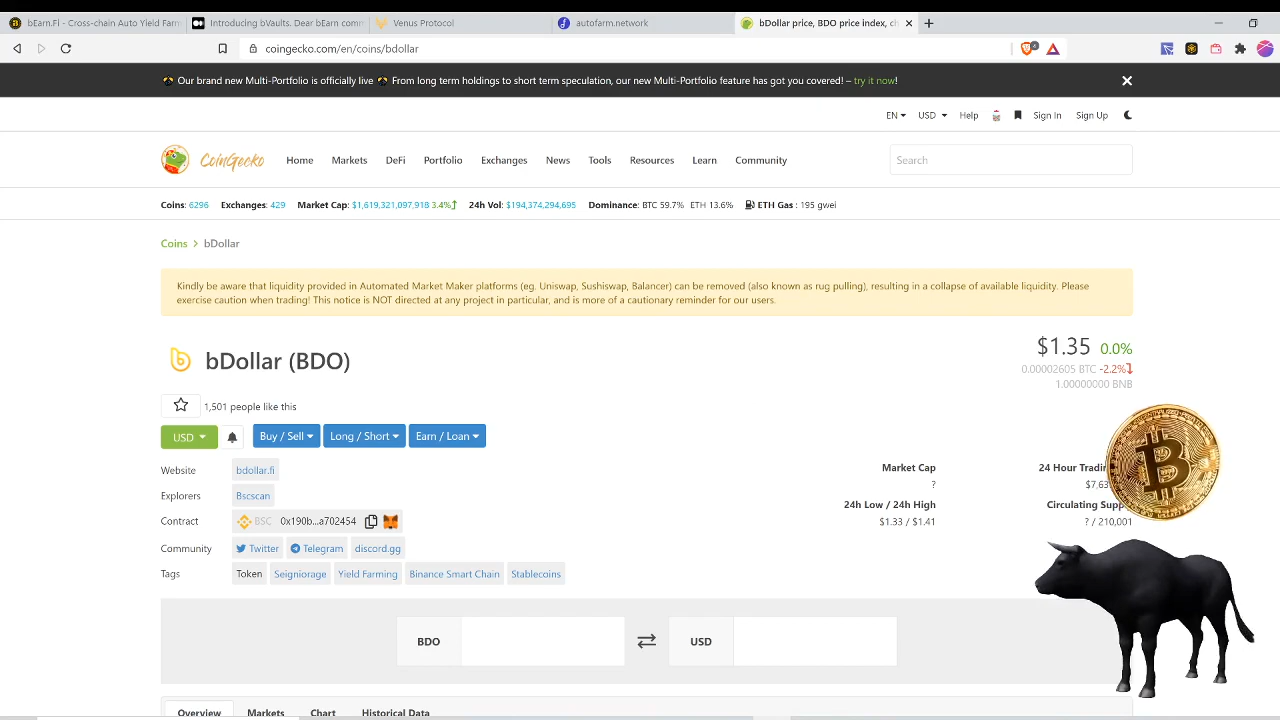 bEarn.Fi - Cross-chain Auto Yield Farm
Introducing bVaults. Dear bEarn comm
Venus Protocol
autofarm.network
bDollar price, BDO price index, ch
coingecko.com/en/coins/bdollar
Our brand new Multi-Portfolio is officially live From long term holdings to short term speculation, our new Multi-Portfolio feature has got you covered! – try it now!
EN USD Help Sign In Sign Up
CoinGecko Home Markets DeFi Portfolio Exchanges News Tools Resources Learn Community Search
Coins: 6296 Exchanges: 429 Market Cap: $1,619,321,097,918 3.4% 24h Vol: $194,374,294,695 Dominance: BTC 59.7% ETH 13.6% ETH Gas : 195 gwei
Coins > bDollar
Kindly be aware that liquidity provided in Automated Market Maker platforms (eg. Uniswap, Sushiswap, Balancer) can be removed (also known as rug pulling), resulting in a collapse of available liquidity. Please
exercise caution when trading! This notice is NOT directed at any project in particular, and is more of a cautionary reminder for our users.
bDollar (BDO)
$1.35 0.0%
0.00002605 BTC -2.2%
1.00000000 BNB
1,501 people like this
USD Buy / Sell Long / Short Earn / Loan
Website bdollar.fi
Explorers Bscscan
Contract BSC 0x190b...a702454
Community Twitter Telegram discord.gg
Tags Token Seigniorage Yield Farming Binance Smart Chain Stablecoins
Market Cap
?
24 Hour Tradin
$7,63
24h Low / 24h High
$1.33 / $1.41
Circulating Supp
? / 210,001
BDO USD
Overview Markets Chart Historical Data